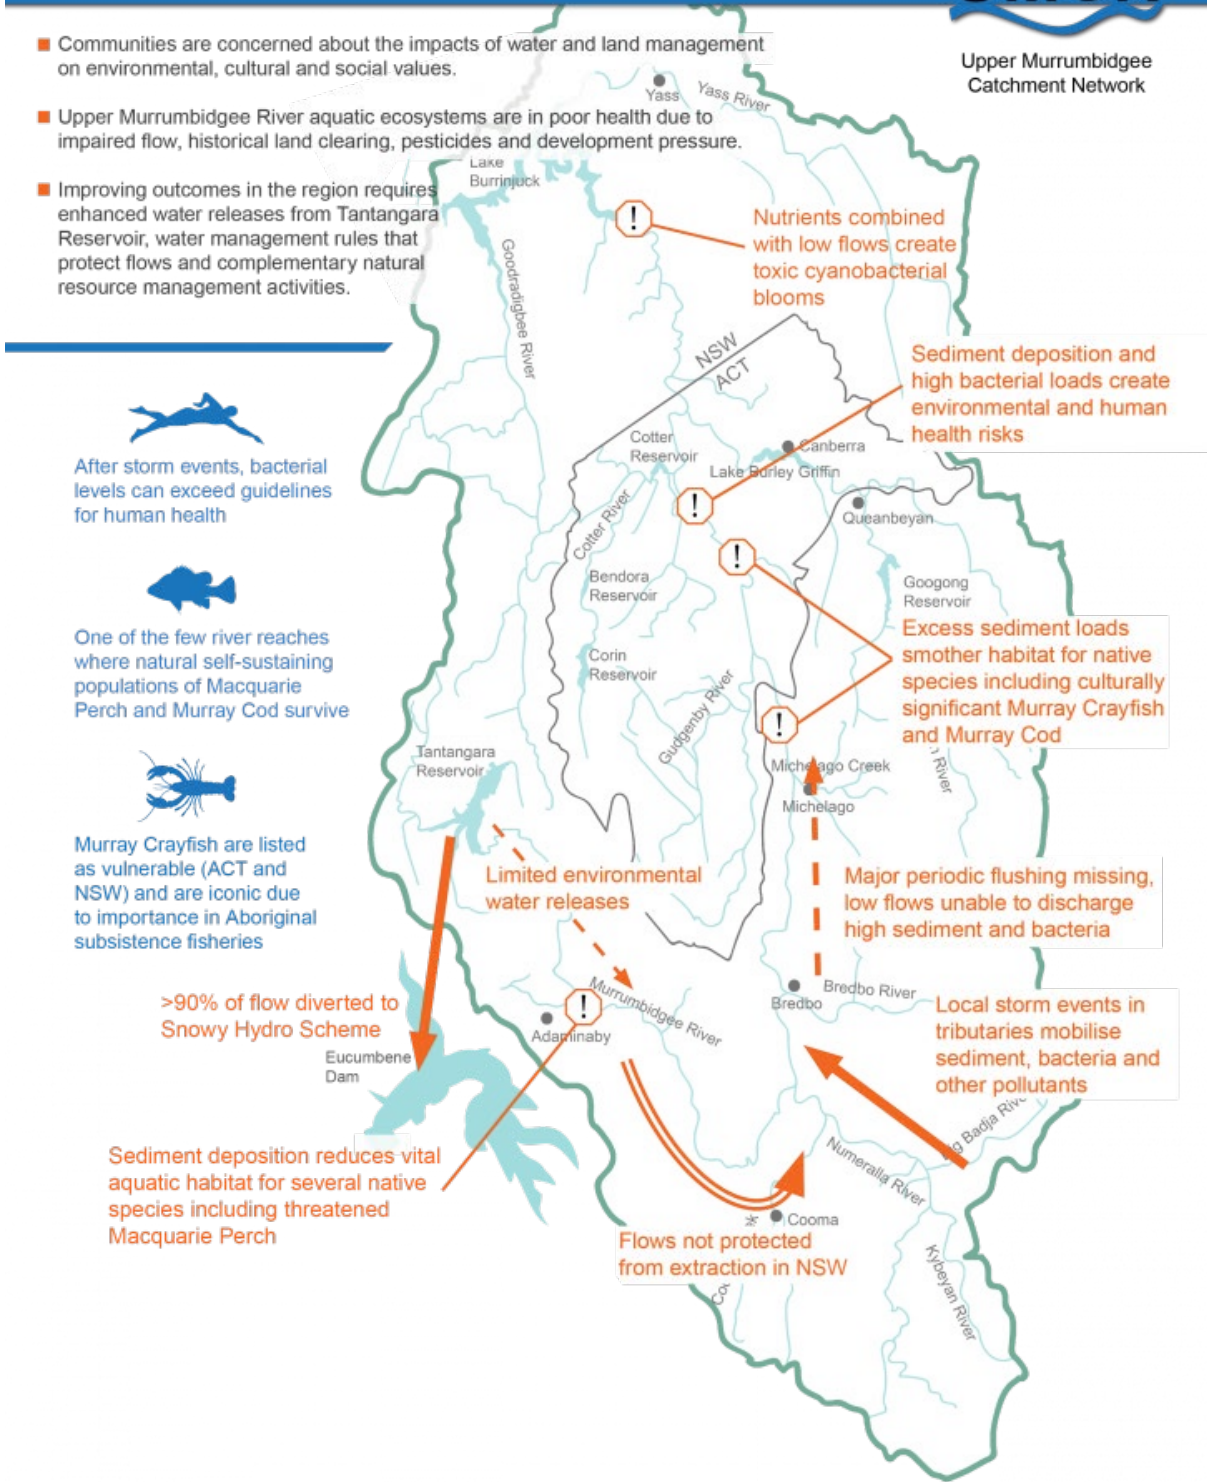 Communities are concerned about the impacts of water and land management
on environmental, cultural and social values.
Upper Murrumbidgee River aquatic ecosystems are in poor health due to
impaired flow, historical land clearing, pesticides and development pressure.
Improving outcomes in the region requires
enhanced water releases from Tantangara
Reservoir, water management rules that
protect flows and complementary natural
resource management activities.
Upper Murrumbidgee
Catchment Network
Yass
Yass River
Lake
Burrinjuck
!
Nutrients combined
with low flows create
toxic cyanobacterial
blooms
Goodradigbee River
NSW
ACT
Sediment deposition and
high bacterial loads create
environmental and human
health risks
After storm events, bacterial
levels can exceed guidelines
for human health
Cotter
Reservoir
Canberra
Lake Burley Griffin
!
Queanbeyan
Cotter River
!
Bendora
Reservoir
Googong
Reservoir
One of the few river reaches
where natural self-sustaining
populations of Macquarie
Perch and Murray Cod survive
Excess sediment loads
smother habitat for native
species including culturally
significant Murray Crayfish
and Murray Cod
Corin
Reservoir
Gudgenby River
!
River
Tantangara
Reservoir
Michelago Creek
Michelago
Murray Crayfish are listed
as vulnerable (ACT and
NSW) and are iconic due
to importance in Aboriginal
subsistence fisheries
Limited environmental
water releases
Major periodic flushing missing,
low flows unable to discharge
high sediment and bacteria
>90% of flow diverted to
Snowy Hydro Scheme
!
Murrumbidgee River
Adaminaby
Bredbo
Bredbo River
Local storm events in
tributaries mobilise
sediment, bacteria and
other pollutants
Eucumbene
Dam
Badja
Numeralla River
Sediment deposition reduces vital
aquatic habitat for several native
species including threatened
Macquarie Perch
Cooma
Flows not protected
from extraction in NSW
Kybeyan River